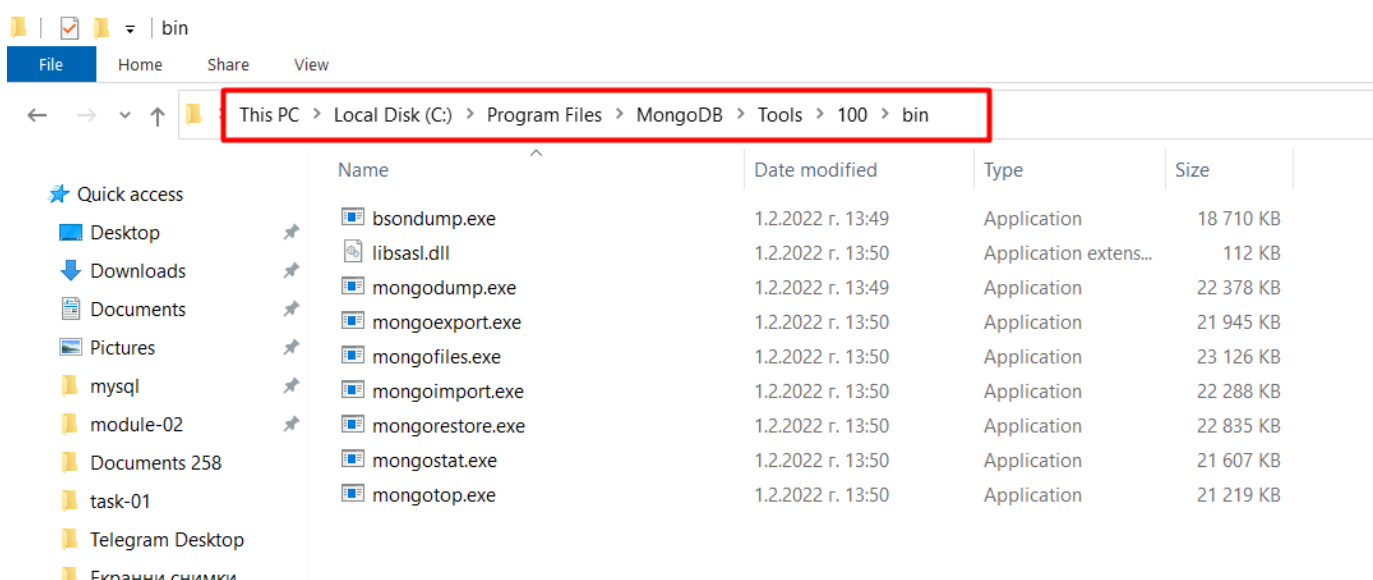 bin
File Home Share View
This PC > Local Disk (C:) > Program Files > MongoDB > Tools > 100 > bin
Name Date modified Type Size
Quick access
Desktop
Downloads
Documents
Pictures
mysql
module-02
Documents 258
task-01
Telegram Desktop
Екранни снимки
bsondump.exe 1.2.2022 г. 13:49 Application 18 710 KB
libsasl.dll 1.2.2022 г. 13:50 Application extens... 112 KB
mongodump.exe 1.2.2022 г. 13:49 Application 22 378 KB
mongoexport.exe 1.2.2022 г. 13:50 Application 21 945 KB
mongofiles.exe 1.2.2022 г. 13:50 Application 23 126 KB
mongoimport.exe 1.2.2022 г. 13:50 Application 22 288 KB
mongorestore.exe 1.2.2022 г. 13:50 Application 22 835 KB
mongostat.exe 1.2.2022 г. 13:50 Application 21 607 KB
mongotop.exe 1.2.2022 г. 13:50 Application 21 219 KB